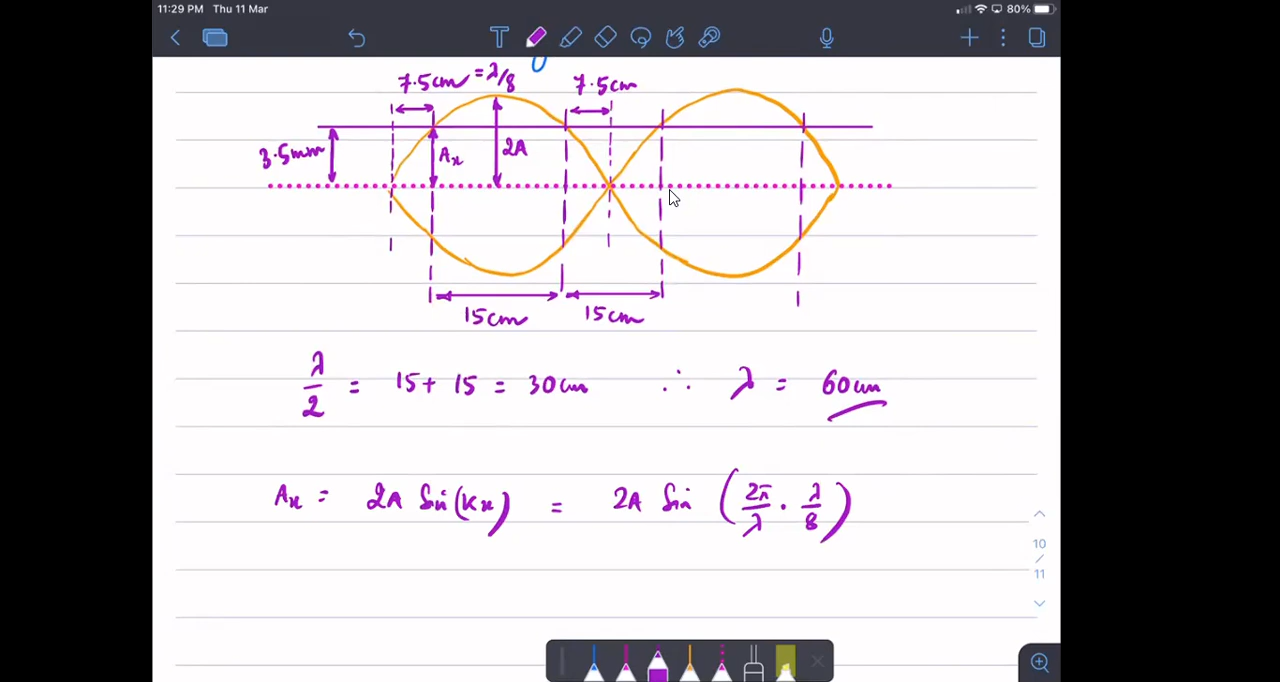 11:29 PM Thu 11 Mar
80%
T
7.5cm = λ/8
7.5cm
3.5mm
Ax
2A
15cm
15cm
λ/2 = 15 + 15 = 30cm ∴ λ = 60cm
Ax = 2A Sin(Kx) = 2A Sin (2π/λ · λ/8)
10
/
11